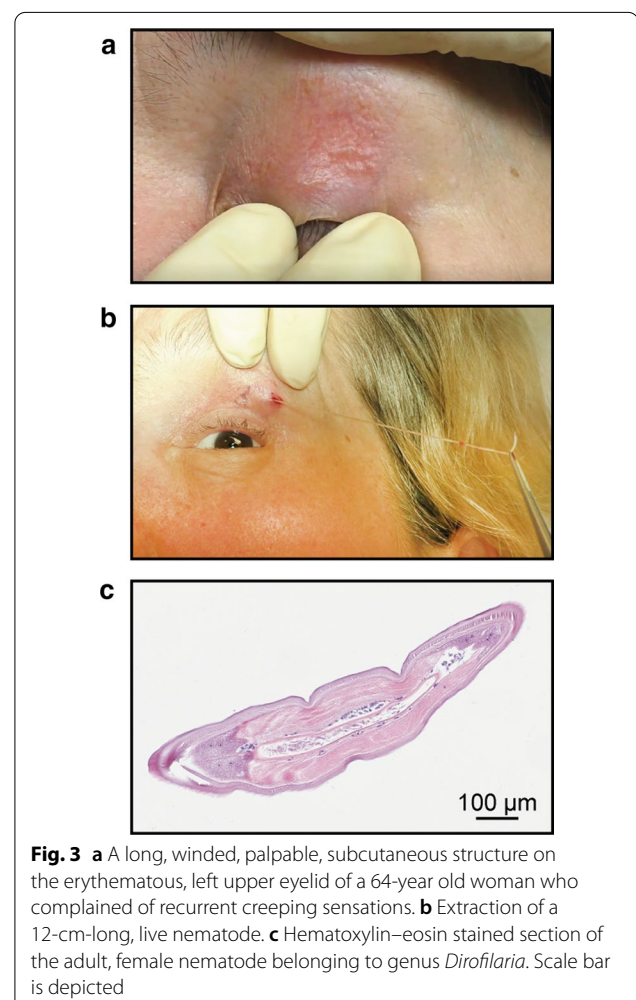 a
b
c
100 µm
Fig. 3 a A long, winded, palpable, subcutaneous structure on
the erythematous, left upper eyelid of a 64-year old woman who
complained of recurrent creeping sensations. b Extraction of a
12-cm-long, live nematode. c Hematoxylin–eosin stained section of
the adult, female nematode belonging to genus Dirofilaria. Scale bar
is depicted